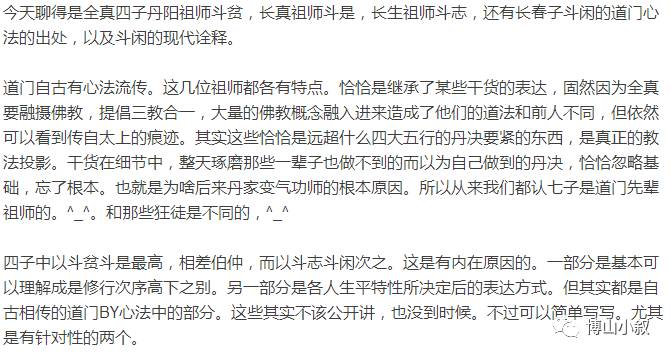 今天聊得是全真四子丹阳祖师斗贫，长真祖师斗是，长生祖师斗志，还有长春子斗闲的道门心
法的出处，以及斗闲的现代诠释。
道门自古有心法流传。这几位祖师都各有特点。恰恰是继承了某些干货的表达，固然因为全真
要融摄佛教，提倡三教合一，大量的佛教概念融入进来造成了他们的道法和前人不同，但依然
可以看到传自太上的痕迹。其实这些恰恰是远超什么四大五行的丹决要紧的东西，是真正的教
法投影。干货在细节中，整天琢磨那些一辈子也做不到的而以为自己做到的丹决，恰恰忽略基
础，忘了根本。也就是为啥后来丹家变气功师的根本原因。所以从来我们都认七子是道门先辈
祖师的。^_^。和那些狂徒是不同的，^_^
四子中以斗贫斗是最高，相差伯仲，而以斗志斗闲次之。这是有内在原因的。一部分是基本可
以理解成是修行次序高下之别。另一部分是各人生平特性所决定后的表达方式。但其实都是自
古相传的道门BY心法中的部分。这些其实不该公开讲，也没到时候。不过可以简单写写。尤其
是有针对性的两个。
博山小叙